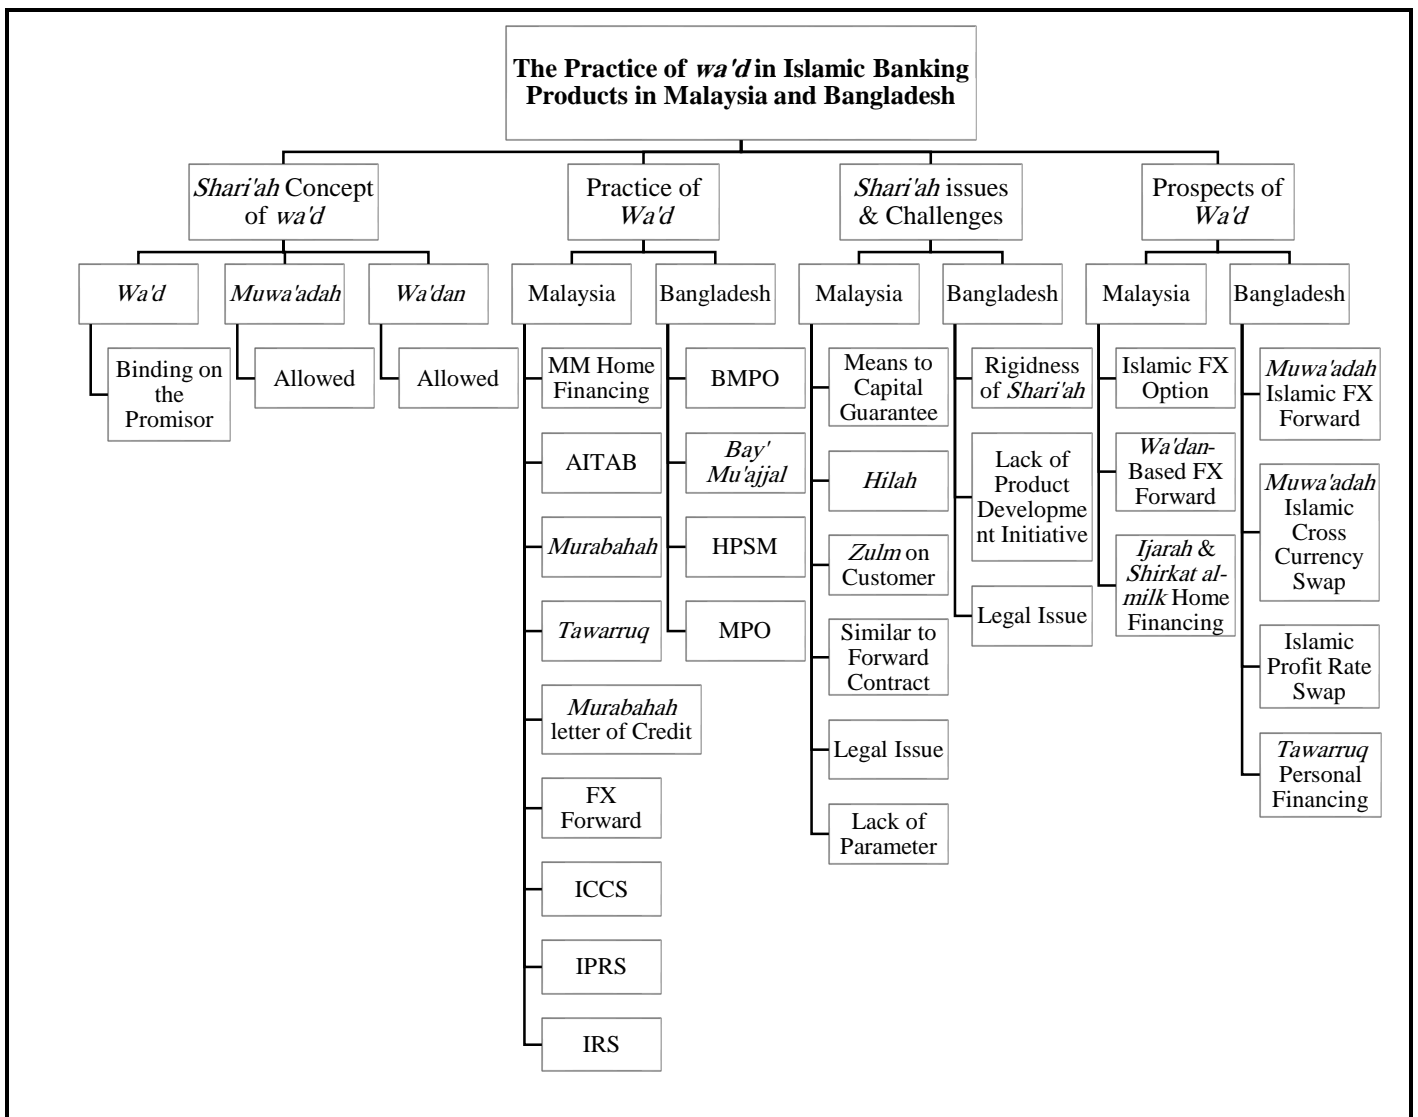 The Practice of wa'd in Islamic Banking
Products in Malaysia and Bangladesh
Shari'ah Concept
of wa'd
Wa'd
Binding on
the
Promisor
Muwa'adah
Allowed
Wa'dan
Allowed
Practice of
Wa'd
Malaysia
MM Home
Financing
AITAB
Murabahah
Tawarruq
Murabahah
letter of Credit
FX
Forward
ICCS
IPRS
IRS
Bangladesh
BMPO
Bay'
Mu'ajjal
HPSM
MPO
Shari'ah issues
& Challenges
Malaysia
Means to
Capital
Guarantee
Hilah
Zulm on
Customer
Similar to
Forward
Contract
Legal Issue
Lack of
Parameter
Bangladesh
Rigidness
of Shari'ah
Lack of
Product
Developme
nt Initiative
Legal Issue
Prospects of
Wa'd
Malaysia
Islamic FX
Option
Wa'dan-
Based FX
Forward
Ijarah &
Shirkat al-
milk Home
Financing
Bangladesh
Muwa'adah
Islamic FX
Forward
Muwa'adah
Islamic
Cross
Currency
Swap
Islamic
Profit Rate
Swap
Tawarruq
Personal
Financing